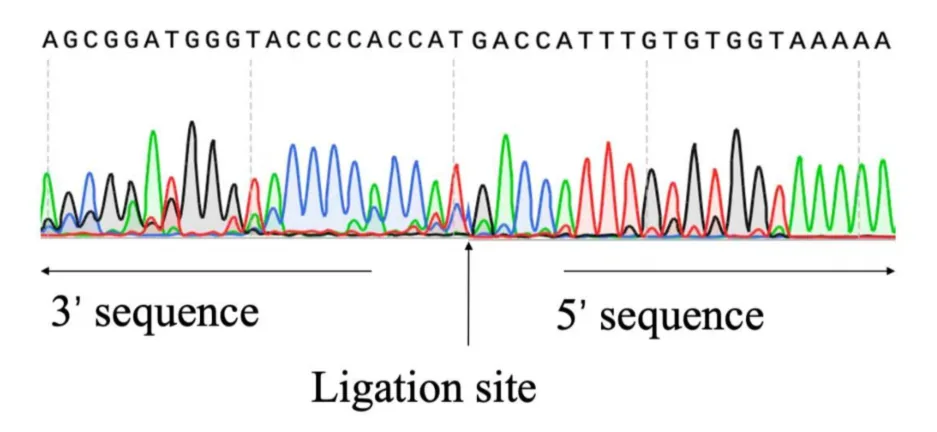 AGCGGATGGGTACCCCACCATGACCATTTGTGTGGTAAAAA
3’ sequence
5’ sequence
Ligation site